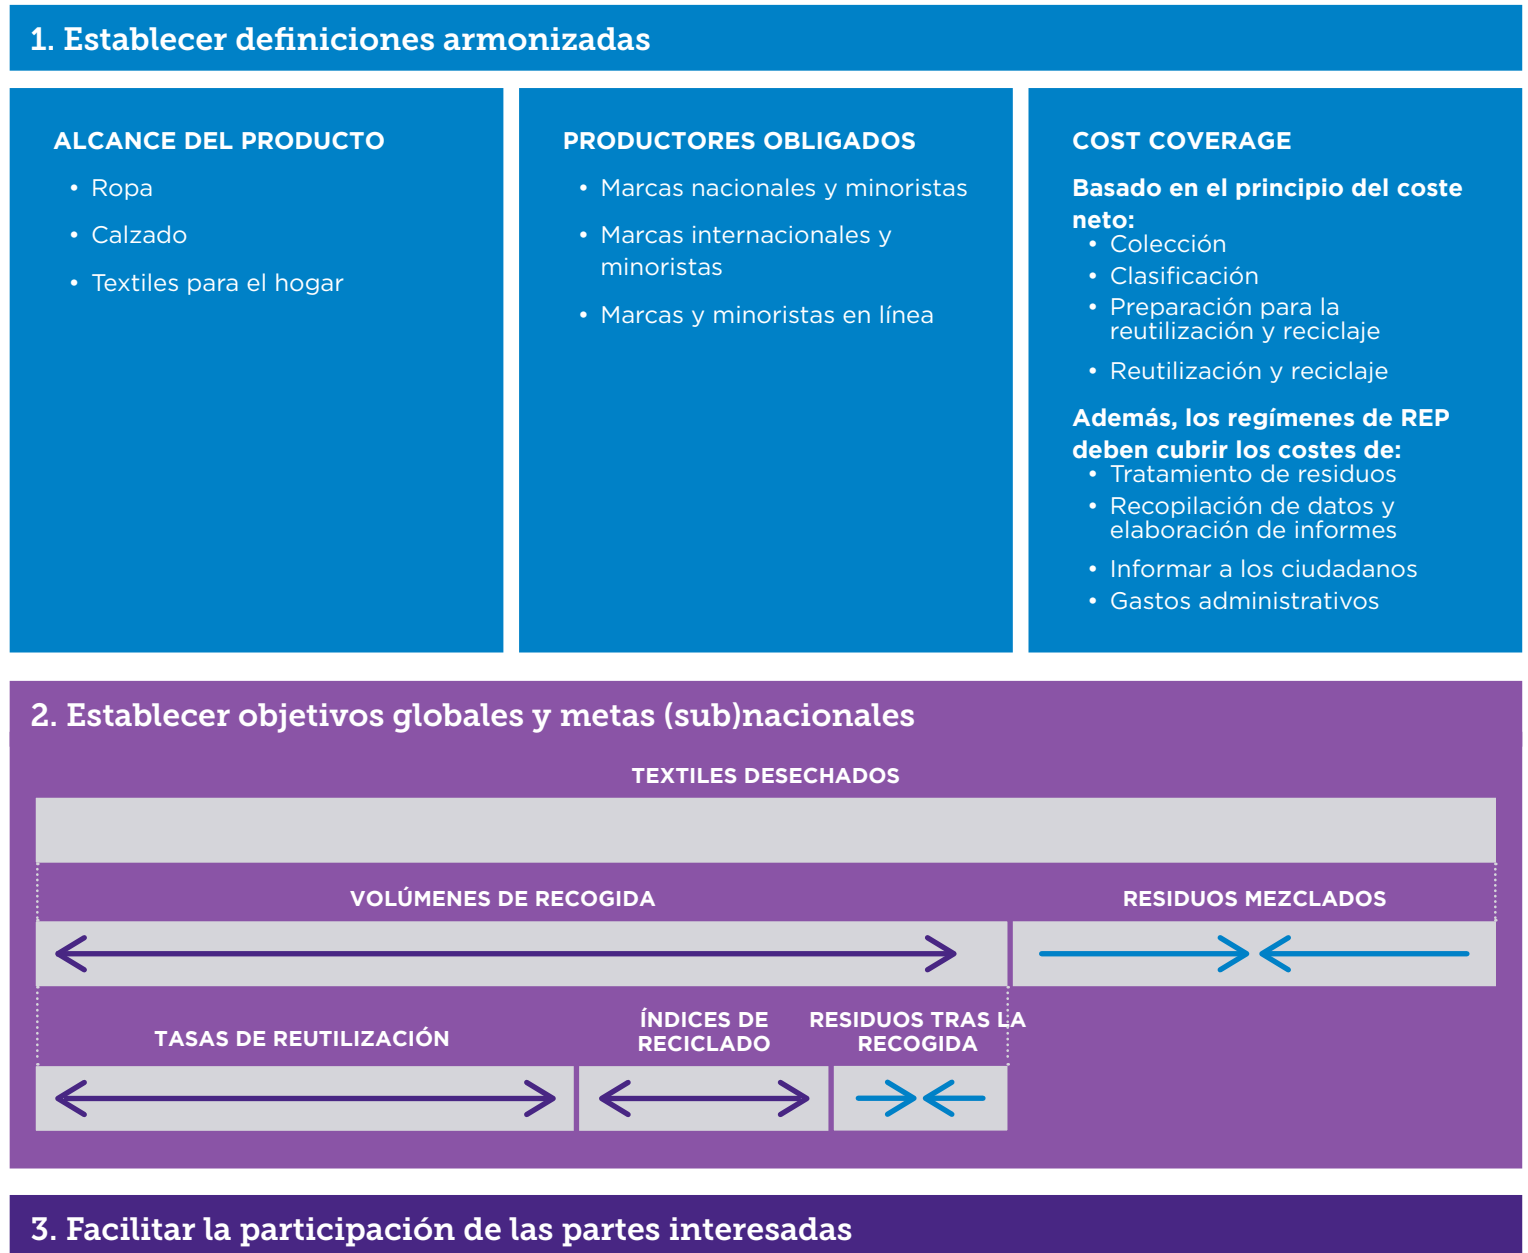 1. Establecer definiciones armonizadas
ALCANCE DEL PRODUCTO
• Ropa
• Calzado
• Textiles para el hogar
PRODUCTORES OBLIGADOS
• Marcas nacionales y minoristas
• Marcas internacionales y
minoristas
• Marcas y minoristas en línea
COST COVERAGE
Basado en el principio del coste
neto:
• Colección
• Clasificación
• Preparación para la
reutilización y reciclaje
• Reutilización y reciclaje
Además, los regímenes de REP
deben cubrir los costes de:
• Tratamiento de residuos
• Recopilación de datos y
elaboración de informes
• Informar a los ciudadanos
• Gastos administrativos
2. Establecer objetivos globales y metas (sub)nacionales
TEXTILES DESECHADOS
VOLÚMENES DE RECOGIDA
RESIDUOS MEZCLADOS
TASAS DE REUTILIZACIÓN
ÍNDICES DE
RECICLADO
RESIDUOS TRAS LA
RECOGIDA
3. Facilitar la participación de las partes interesadas